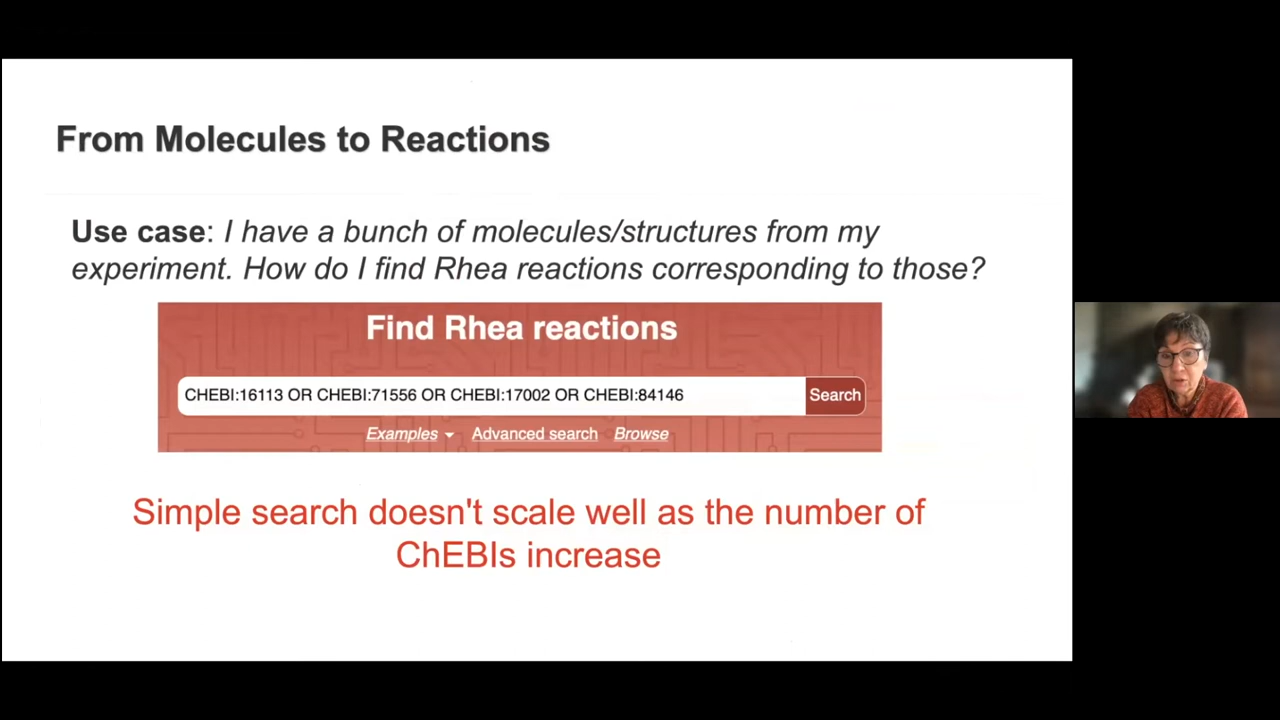 From Molecules to Reactions
Use case: I have a bunch of molecules/structures from my
experiment. How do I find Rhea reactions corresponding to those?
Find Rhea reactions
CHEBI:16113 OR CHEBI:71556 OR CHEBI:17002 OR CHEBI:84146 Search
Examples Advanced search Browse
Simple search doesn't scale well as the number of
ChEBIs increase